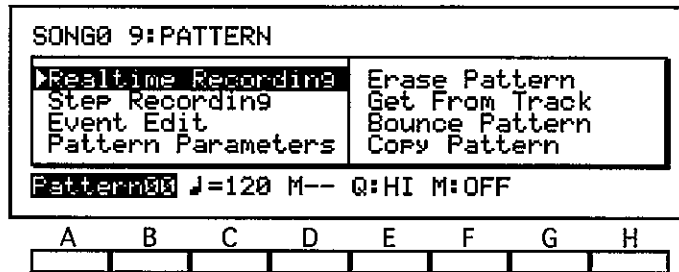 SONG0 9:PATTERN
▶Realtime Recording
Step Recording
Event Edit
Pattern Parameters
Erase Pattern
Get From Track
Bounce Pattern
Copy Pattern
Pattern00 ♩=120 M-- Q:HI M:OFF
A B C D E F G H